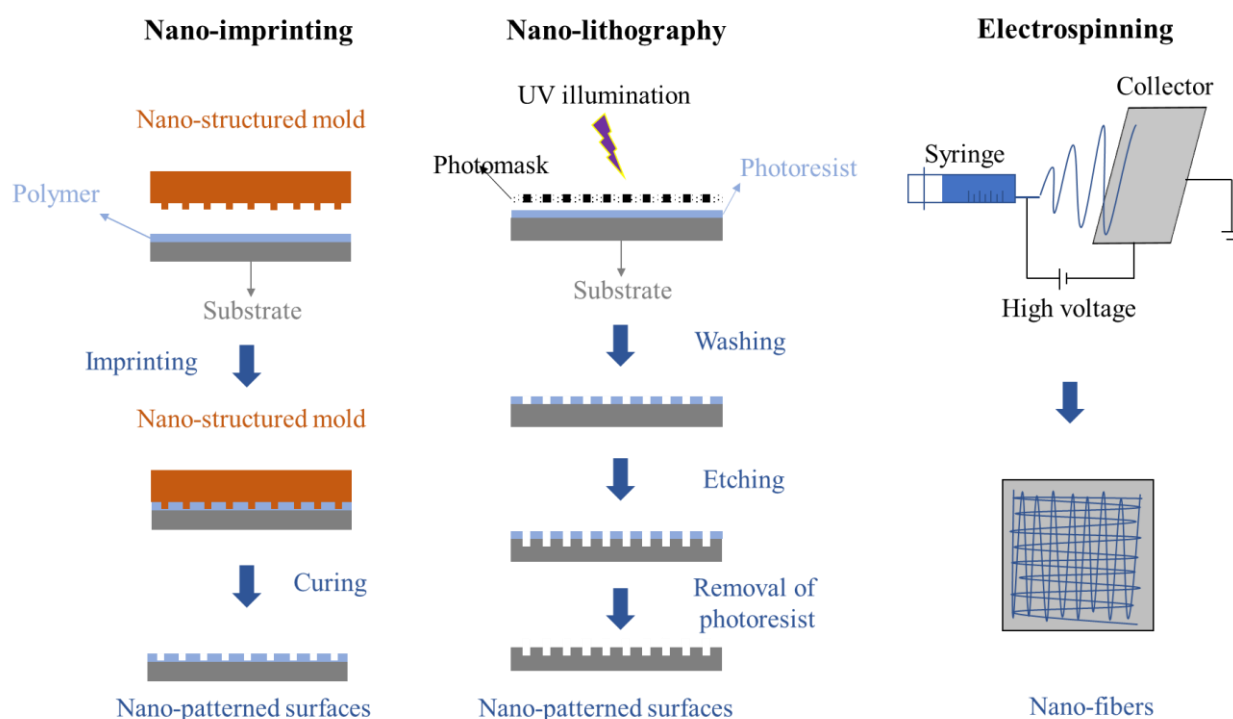 Nano-imprinting
Nano-structured mold
Polymer
Substrate
Imprinting
Nano-structured mold
Curing
Nano-patterned surfaces
Nano-lithography
UV illumination
Photomask
Photoresist
Substrate
Washing
Etching
Removal of
photoresist
Nano-patterned surfaces
Electrospinning
Collector
Syringe
High voltage
Nano-fibers